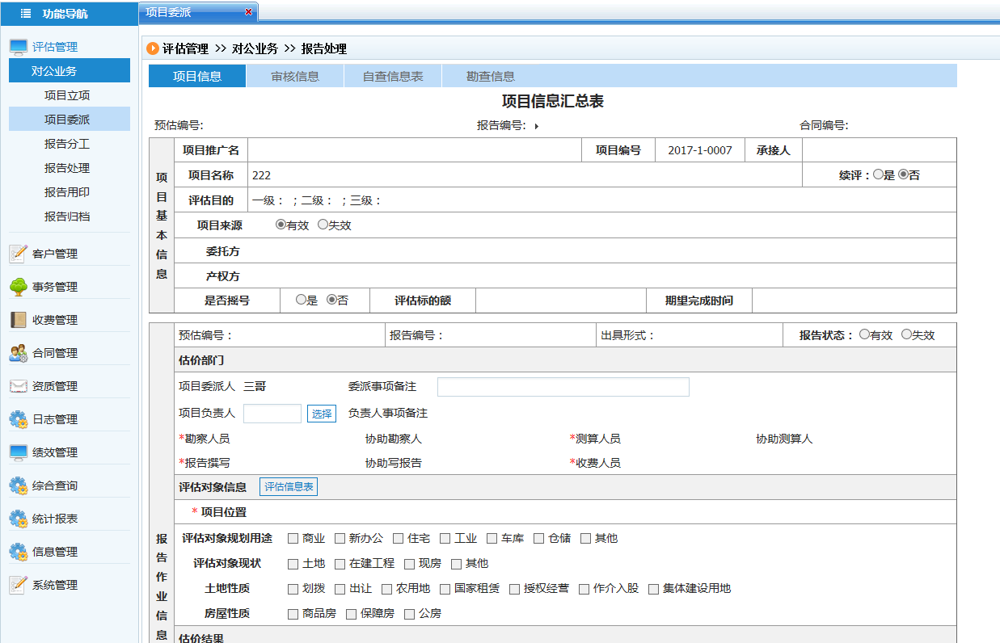 功能导航
项目委派
评估管理
对公业务
项目立项
项目委派
报告分工
报告处理
报告用印
报告归档
客户管理
事务管理
收费管理
合同管理
资质管理
日志管理
绩效管理
综合查询
统计报表
信息管理
系统管理
评估管理 >> 对公业务 >> 报告处理
项目信息 审核信息 自查信息表 勘查信息
项目信息汇总表
预估编号: 报告编号: 合同编号:
项目基本信息
项目推广名 项目编号 2017-1-0007 承接人
项目名称 222 续评：是 否
评估目的 一级： ；二级： ；三级：
项目来源 有效 失效
委托方
产权方
是否摇号 是 否 评估标的额 期望完成时间
报告作业信息
预估编号： 报告编号： 出具形式： 报告状态：有效 失效
估价部门
项目委派人 三哥 委派事项备注
项目负责人 选择 负责人事项备注
*勘察人员 协助勘察人 *测算人员 协助测算人
*报告撰写 协助写报告 *收费人员
评估对象信息 评估信息表
* 项目位置
评估对象规划用途 商业 新办公 住宅 工业 车库 仓储 其他
评估对象现状 土地 在建工程 现房 其他
土地性质 划拨 出让 农用地 国家租赁 授权经营 作介入股 集体建设用地
房屋性质 商品房 保障房 公房
估价结果